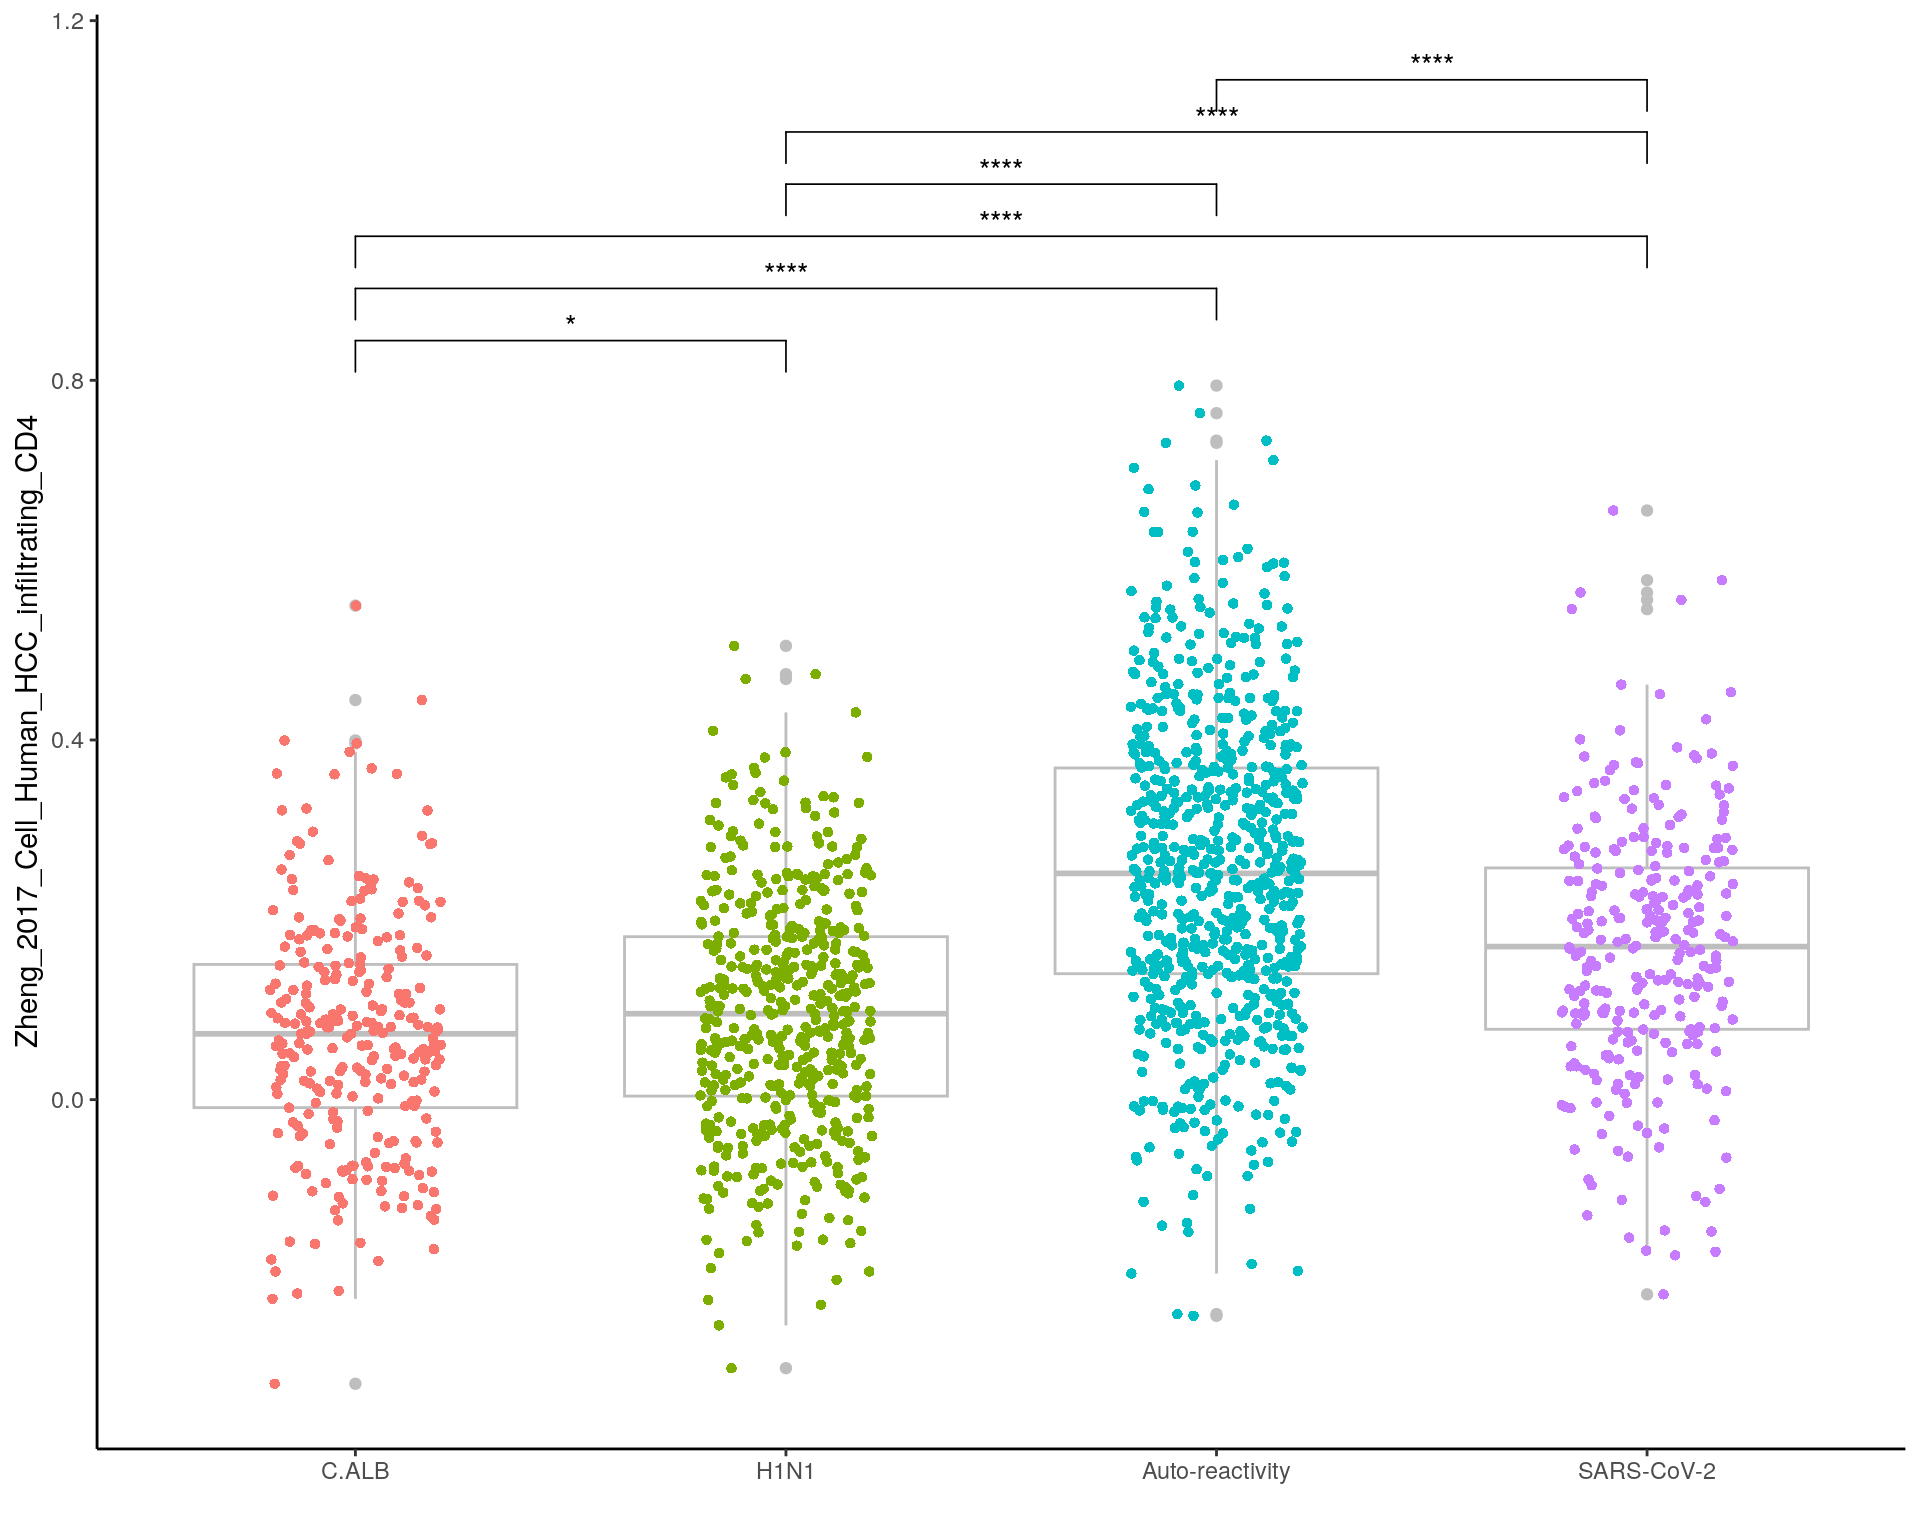 1.2
****
****
****
****
****
*
0.8
0.4
0.0
Zheng_2017_Cell_Human_HCC_infiltrating_CD4
C.ALB
H1N1
Auto-reactivity
SARS-CoV-2